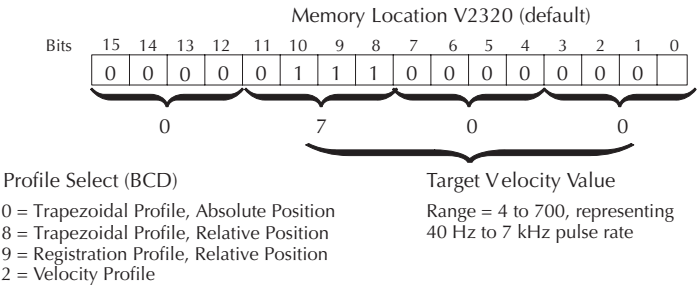 Memory Location V2320 (default)
Bits 15 14 13 12 11 10 9 8 7 6 5 4 3 2 1 0
0 0 0 0 0 1 1 1 0 0 0 0 0 0 0
0 7 0 0
Profile Select (BCD)
0 = Trapezoidal Profile, Absolute Position
8 = Trapezoidal Profile, Relative Position
9 = Registration Profile, Relative Position
2 = Velocity Profile
Target Velocity Value
Range = 4 to 700, representing
40 Hz to 7 kHz pulse rate